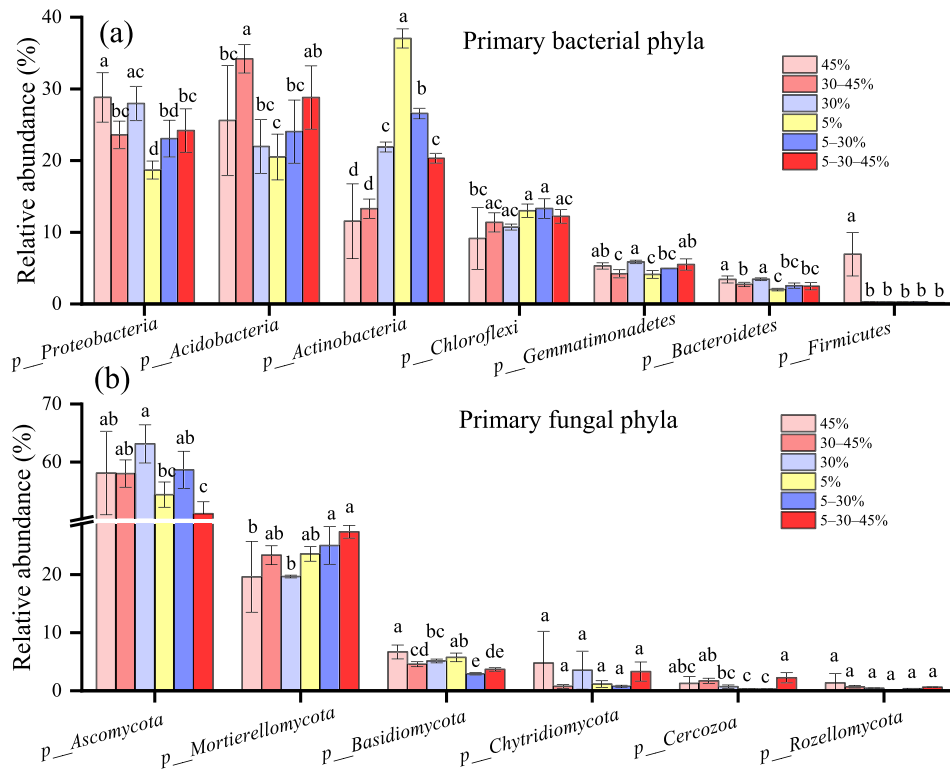 (a)
Primary bacterial phyla
Relative abundance (%)
40
30
20
10
0
45%
30–45%
30%
5%
5–30%
5–30–45%
a bc ac d bd bc
bc a bc c bc ab
d d c a b c
bc ac ac a a ac
ab c a c bc ab
a b a c bc bc
a b b b b b
p__Proteobacteria
p__Acidobacteria
p__Actinobacteria
p__Chloroflexi
p__Gemmatimonadetes
p__Bacteroidetes
p__Firmicutes
(b)
Primary fungal phyla
Relative abundance (%)
70
60
20
10
0
45%
30–45%
30%
5%
5–30%
5–30–45%
ab ab a bc ab c
b ab b ab a a
a cd bc ab e de
a a a a a a
abc ab bc c c a
a a a a a a
p__Ascomycota
p__Mortierellomycota
p__Basidiomycota
p__Chytridiomycota
p__Cercozoa
p__Rozellomycota